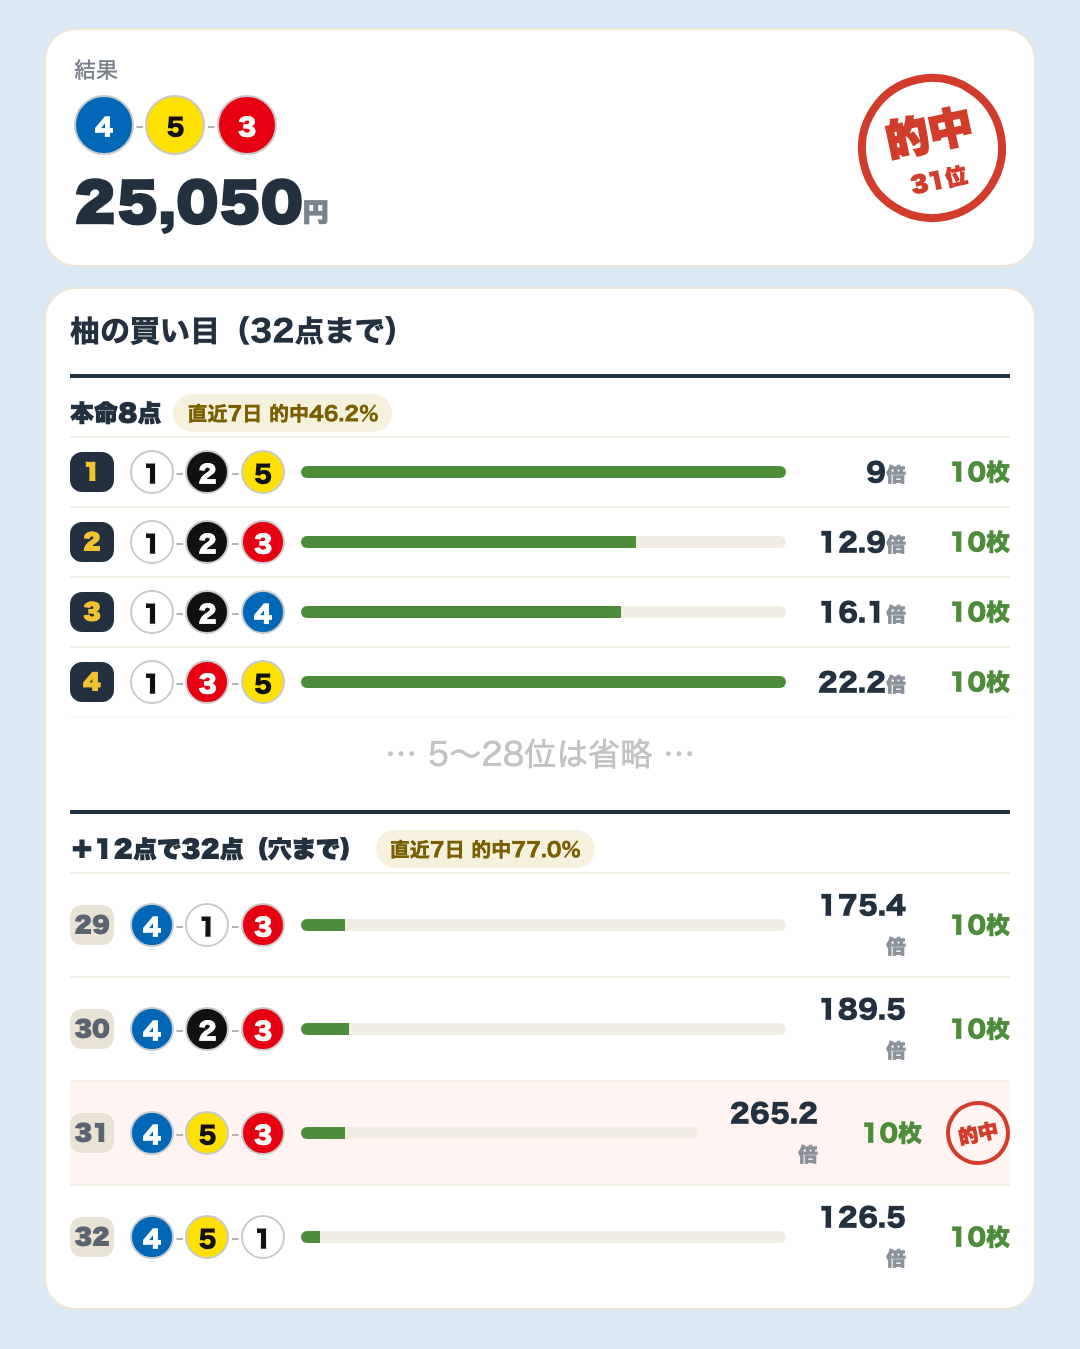 結果
4-5-3
25,050円
的中
31位
柚の買い目（32点まで）
本命8点 直近7日 的中46.2%
1 1-2-5 9倍 10枚
2 1-2-3 12.9倍 10枚
3 1-2-4 16.1倍 10枚
4 1-3-5 22.2倍 10枚
… 5〜28位は省略 …
+12点で32点（穴まで） 直近7日 的中77.0%
29 4-1-3 175.4倍 10枚
30 4-2-3 189.5倍 10枚
31 4-5-3 265.2倍 10枚 的中
32 4-5-1 126.5倍 10枚